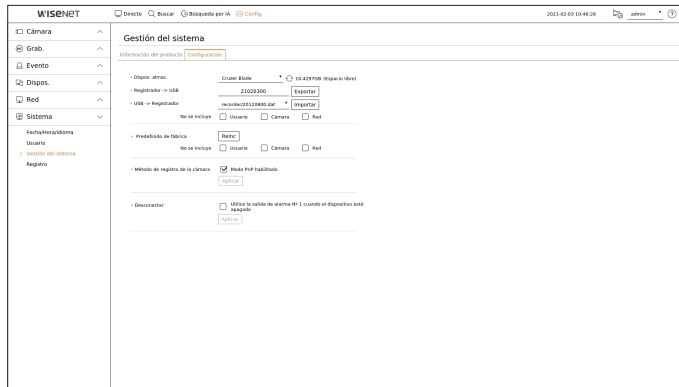 WISENET
Directo Buscar Búsqueda por IA Config. 2021-02-03 10:46:26 admin
Cámara
Grab.
Evento
Dispos.
Red
Sistema
Fecha/Hora/Idioma
Usuario
Gestión del sistema
Registro
Gestión del sistema
Información del producto Configuración
- Dispos. almac. Cruzer Blade 10.4297GB (Espacio libre)
- Registrador -> USB 21020300 Exportar
- USB -> Registrador recorder/20120800.dat Importar
No se incluye Usuario Cámara Red
- Predefinido de fábrica Reinc
No se incluye Usuario Cámara Red
- Método de registro de la cámara Modo PnP habilitado
Aplicar
- Desconectar Utilice la salida de alarma Nº 1 cuando el dispositivo esté
apagado
Aplicar